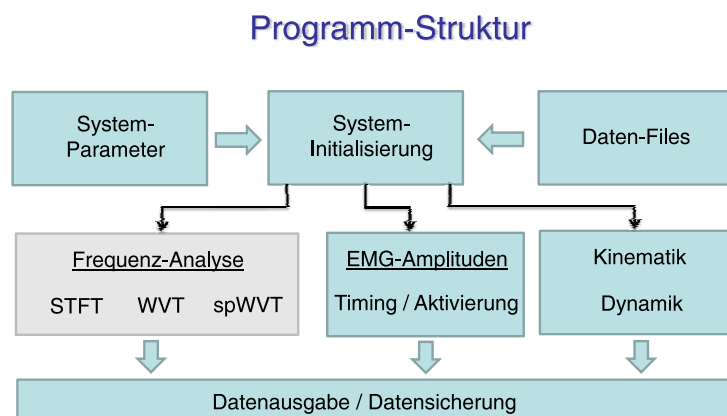 Programm-Struktur
System-
Parameter
System-
Initialisierung
Daten-Files
Frequenz-Analyse
STFT WVT spWVT
EMG-Amplituden
Timing / Aktivierung
Kinematik
Dynamik
Datenausgabe / Datensicherung